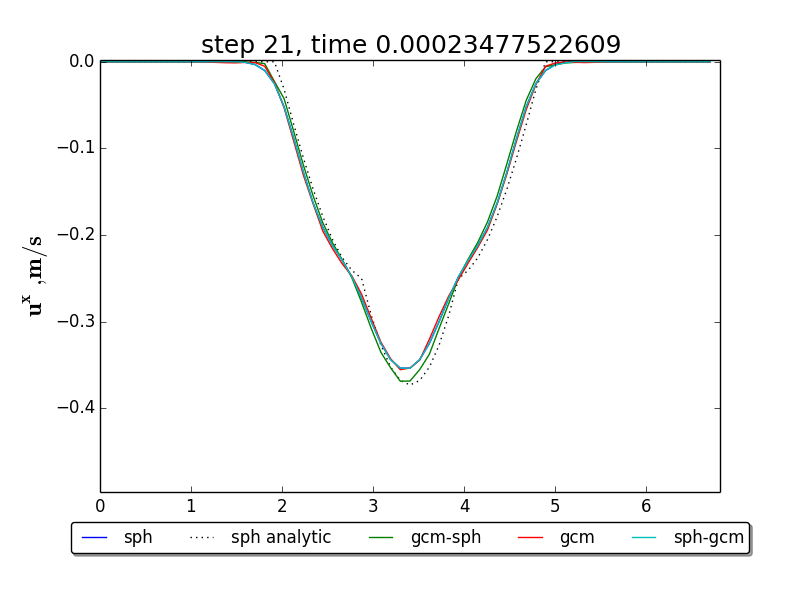 step 21, time 0.00023477522609
0.0
−0.1
−0.2
−0.3
−0.4
u^x ,m/s
0 1 2 3 4 5 6
sph sph analytic gcm-sph gcm sph-gcm